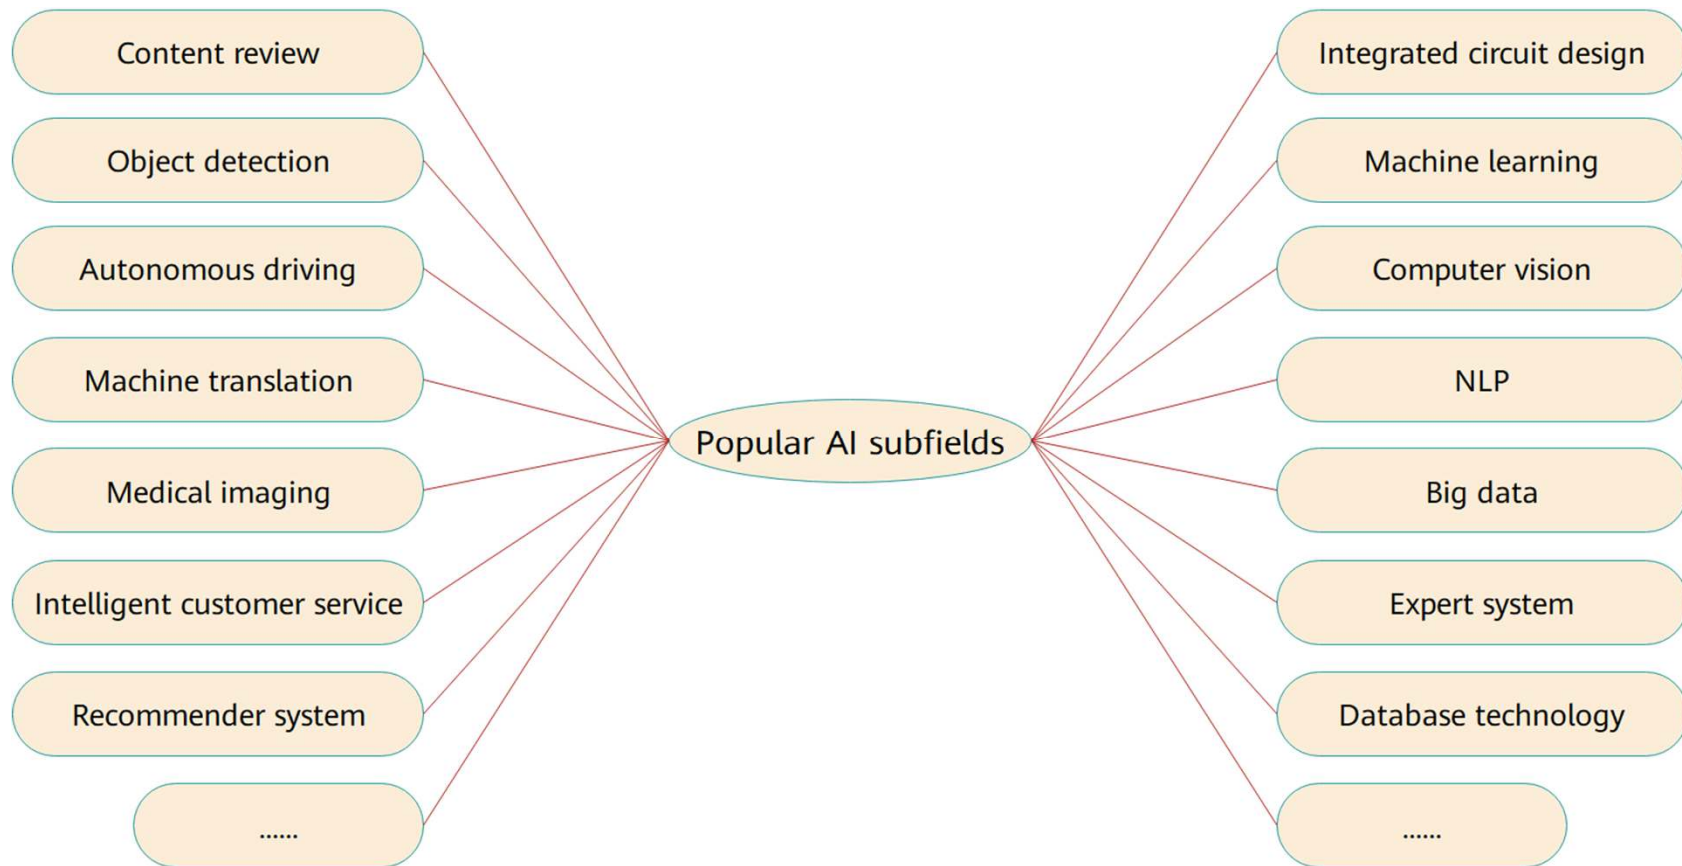 Content review
Object detection
Autonomous driving
Machine translation
Medical imaging
Intelligent customer service
Recommender system
......
Popular AI subfields
Integrated circuit design
Machine learning
Computer vision
NLP
Big data
Expert system
Database technology
......